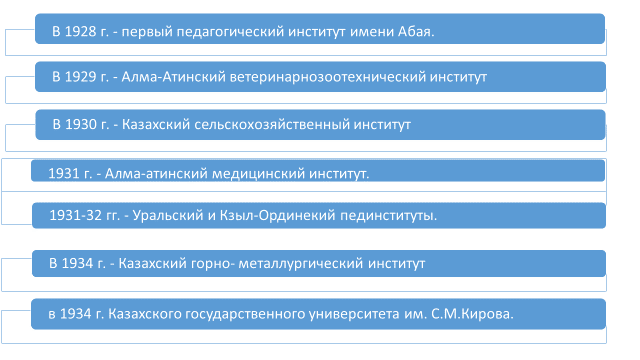 В 1928 г. - первый педагогический институт имени Абая.
В 1929 г. - Алма-Атинский ветеринарнозоотехнический институт
В 1930 г. - Казахский сельскохозяйственный институт
1931 г. - Алма-атинский медицинский институт.
1931-32 гг. - Уральский и Кзыл-Ординекий пединституты.
В 1934 г. - Казахский горно- металлургический институт
в 1934 г. Казахского государственного университета им. С.М.Кирова.